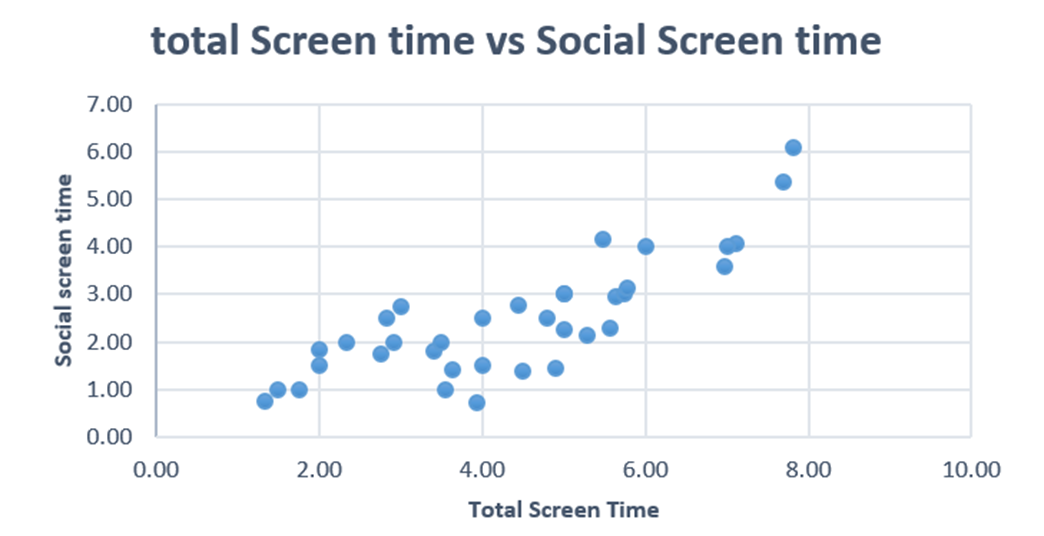 total Screen time vs Social Screen time
7.00
6.00
5.00
4.00
3.00
2.00
1.00
0.00
Social screen time
0.00 2.00 4.00 6.00 8.00 10.00
Total Screen Time